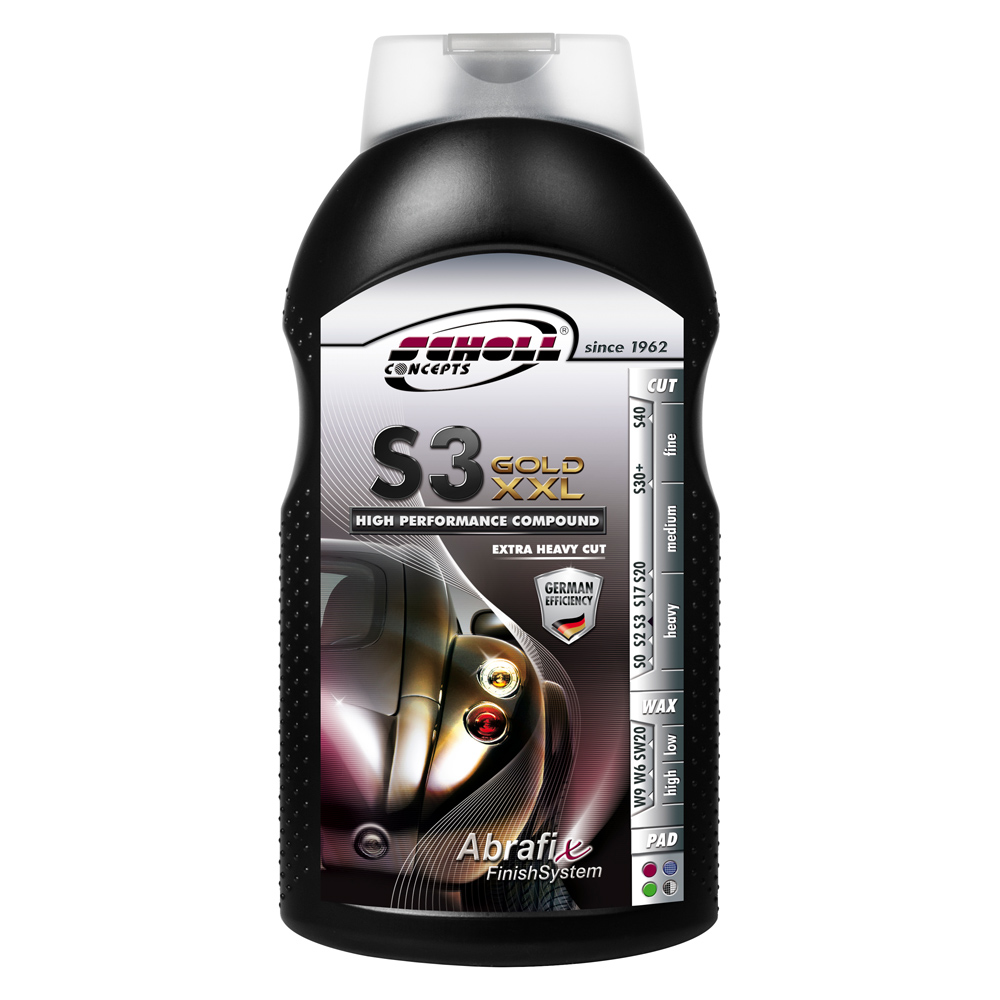 SCHOLL®
CONCEPTS
since 1962
S3 GOLD
XXL
HIGH PERFORMANCE COMPOUND
EXTRA HEAVY CUT
GERMAN
EFFICIENCY
Abrafix
FinishSystem
CUT
S40
S30+
S20
S17
S3
S2
S0
fine
medium
heavy
WAX
W9 W6 SW20
high low
PAD